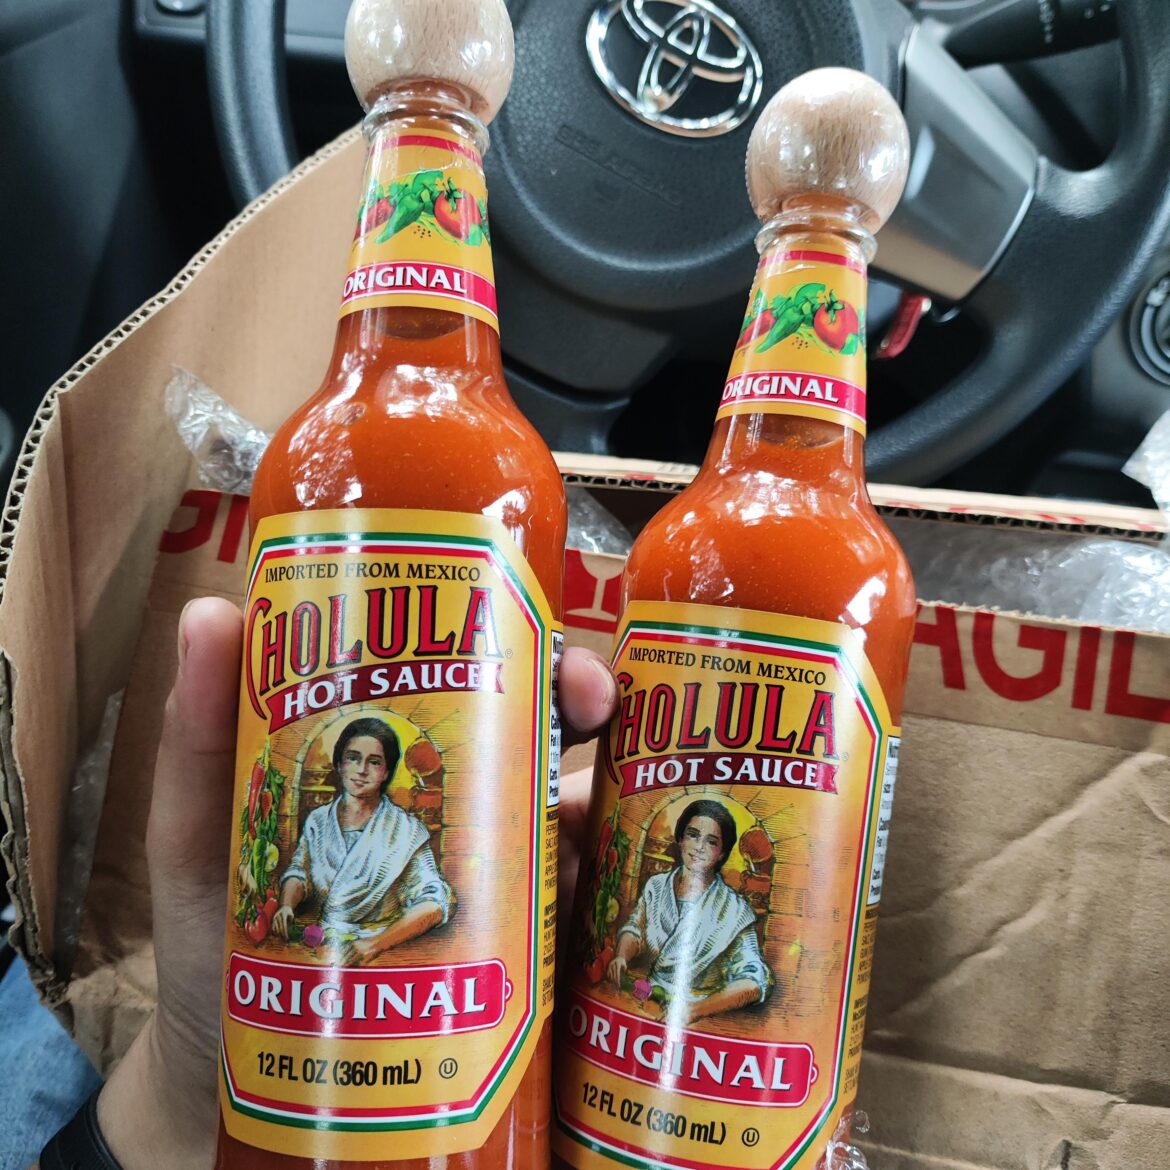 ORIGINAL
IMPORTED FROM MEXICO
CHOLULA®
HOT SAUCE
ORIGINAL
12 FL OZ (360 mL) U
ORIGINAL
IMPORTED FROM MEXICO
CHOLULA®
HOT SAUCE
ORIGINAL
12 FL OZ (360 mL) U
AGIL